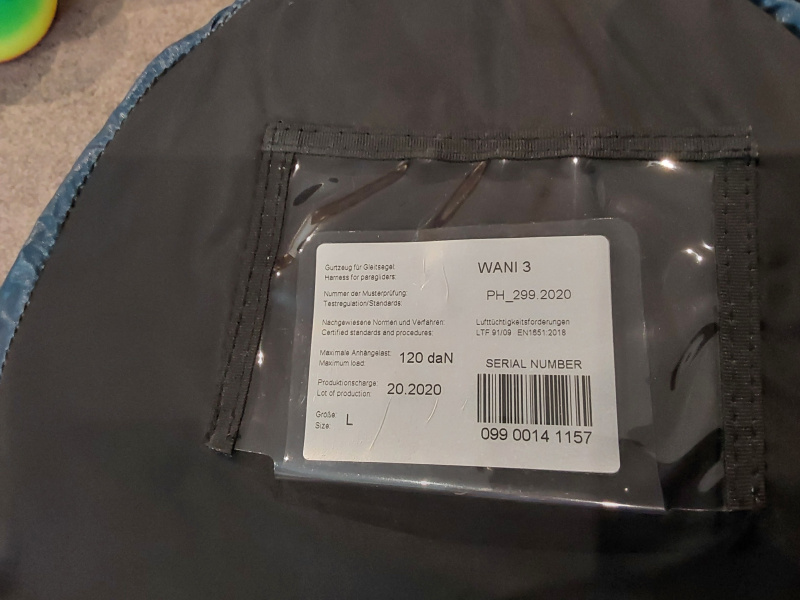 Gurtzeug für Gleitsegel:
Harness for paragliders:
WANI 3
Nummer der Musterprüfung:
Testregulation/Standards:
PH_299.2020
Nachgewiesene Normen und Verfahren:
Certified standards and procedures:
Lufttüchtigkeitsforderungen
LTF 91/09 EN1651:2018
Maximale Anhängelast:
Maximum load:
120 daN
Produktionscharge:
Lot of production:
20.2020
Größe:
Size:
L
SERIAL NUMBER
099 0014 1157